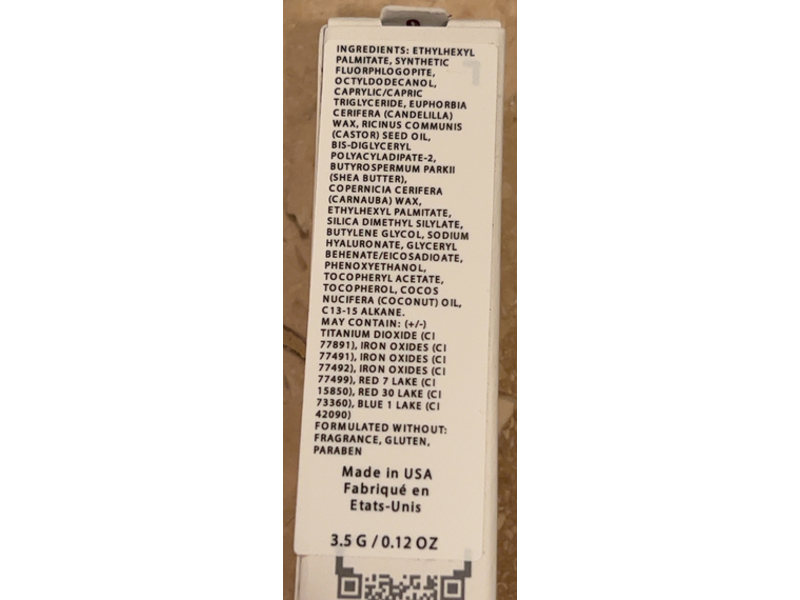 INGREDIENTS: ETHYLHEXYL
PALMITATE, SYNTHETIC
FLUORPHLOGOPITE,
OCTYLDODECANOL,
CAPRYLIC/CAPRIC
TRIGLYCERIDE, EUPHORBIA
CERIFERA (CANDELILLA)
WAX, RICINUS COMMUNIS
(CASTOR) SEED OIL,
BIS-DIGLYCERYL
POLYACYLADIPATE-2,
BUTYROSPERMUM PARKII
(SHEA BUTTER),
COPERNICIA CERIFERA
(CARNAUBA) WAX,
ETHYLHEXYL PALMITATE,
SILICA DIMETHYL SILYLATE,
BUTYLENE GLYCOL, SODIUM
HYALURONATE, GLYCERYL
BEHENATE/EICOSADIOATE,
PHENOXYETHANOL,
TOCOPHERYL ACETATE,
TOCOPHEROL, COCOS
NUCIFERA (COCONUT) OIL,
C13-15 ALKANE.
MAY CONTAIN: (+/-)
TITANIUM DIOXIDE (CI
77891), IRON OXIDES (CI
77491), IRON OXIDES (CI
77492), IRON OXIDES (CI
77499), RED 7 LAKE (CI
15850), RED 30 LAKE (CI
73360), BLUE 1 LAKE (CI
42090)
FORMULATED WITHOUT:
FRAGRANCE, GLUTEN,
PARABEN
Made in USA
Fabriqué en
Etats-Unis
3.5 G / 0.12 OZ